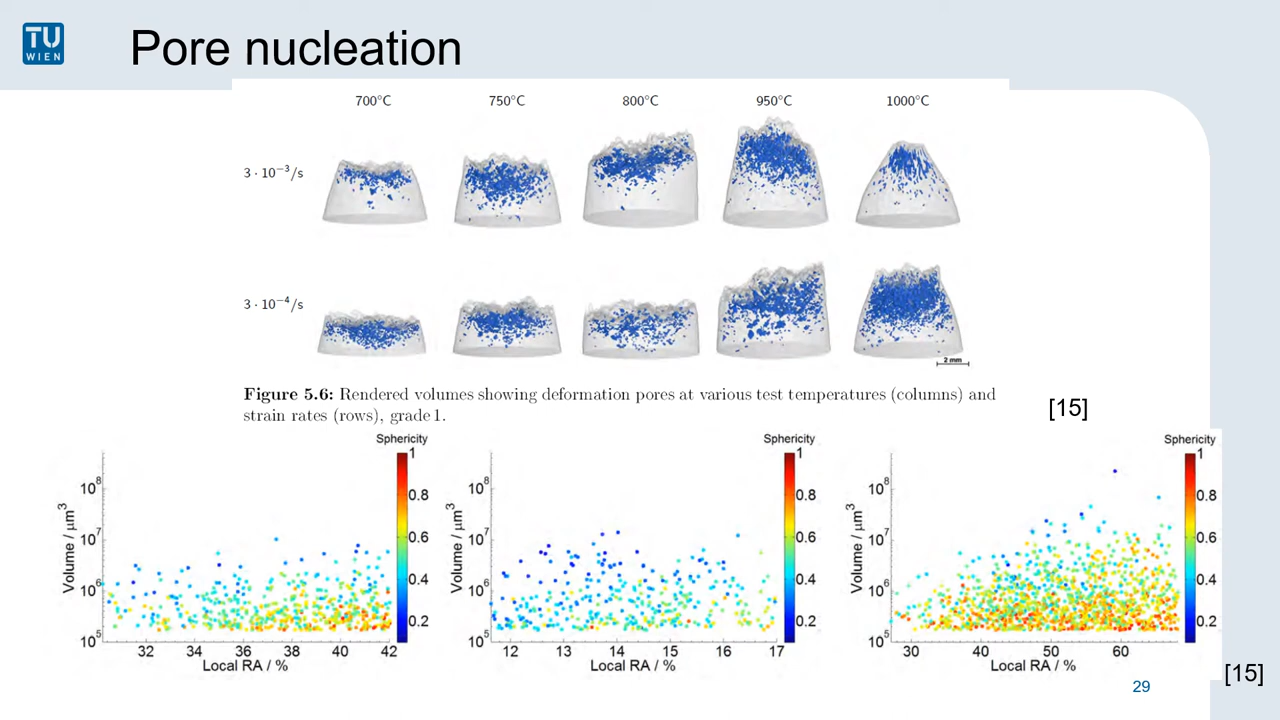 TU
WIEN
Pore nucleation
700°C 750°C 800°C 950°C 1000°C
3 · 10⁻³/s
3 · 10⁻⁴/s
2 mm
Figure 5.6: Rendered volumes showing deformation pores at various test temperatures (columns) and
strain rates (rows), grade 1.
[15]
Sphericity
1
0.8
0.6
0.4
0.2
10⁸
10⁷
10⁶
10⁵
Volume / μm³
32 34 36 38 40 42
Local RA / %
Sphericity
1
0.8
0.6
0.4
0.2
10⁸
10⁷
10⁶
10⁵
Volume / μm³
12 13 14 15 16 17
Local RA / %
Sphericity
1
0.8
0.6
0.4
0.2
10⁸
10⁷
10⁶
10⁵
Volume / μm³
30 40 50 60
Local RA / %
[15]
29